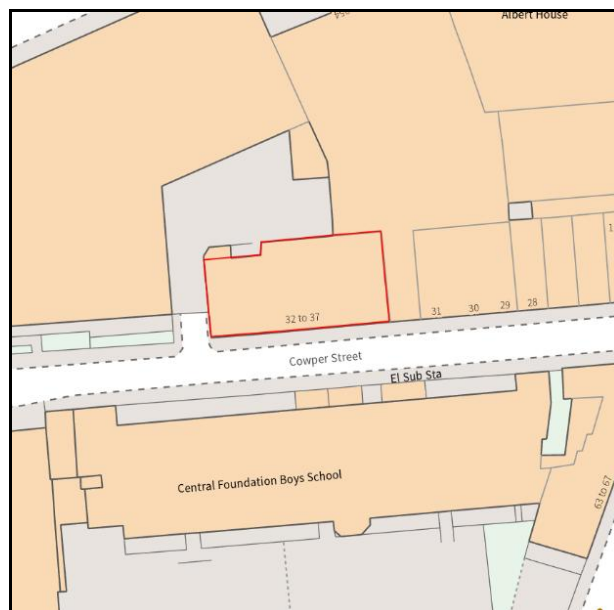 Albert House
31
30
29
28
1
32 to 37
Cowper Street
El Sub Sta
Central Foundation Boys School
63 to 67